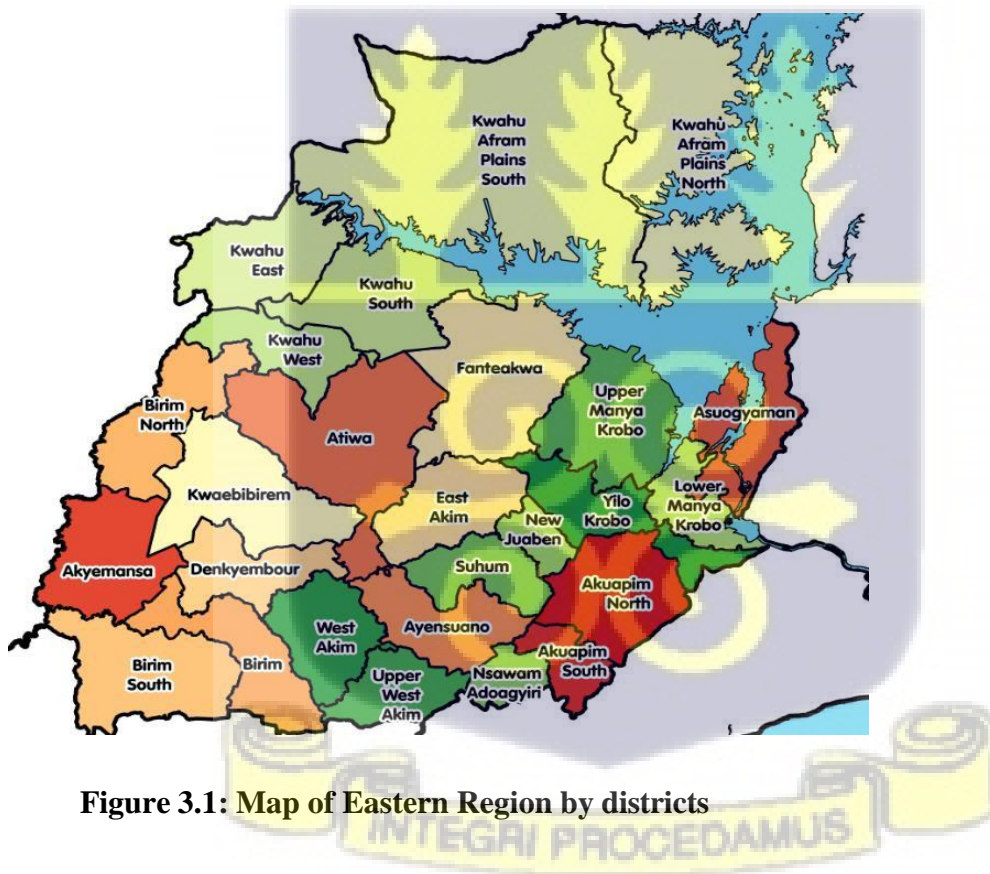 Kwahu
Afram
Plains
South
Kwahu
Afram
Plains
North
Kwahu
East
Kwahu
South
Kwahu
West
Fanteakwa
Birim
North
Atiwa
Upper
Manya
Krobo
Asuogyaman
Kwaebibirem
East
Akim
New
Juaben
Yilo
Krobo
Lower
Manya
Krobo
Akyemansa
Denkyembour
Suhum
Akuapim
North
West
Akim
Ayensuano
Birim
South
Birim
Upper
West
Akim
Nsawam
Adoagyiri
Akuapim
South
Figure 3.1: Map of Eastern Region by districts
INTEGRI PROCEDAMUS